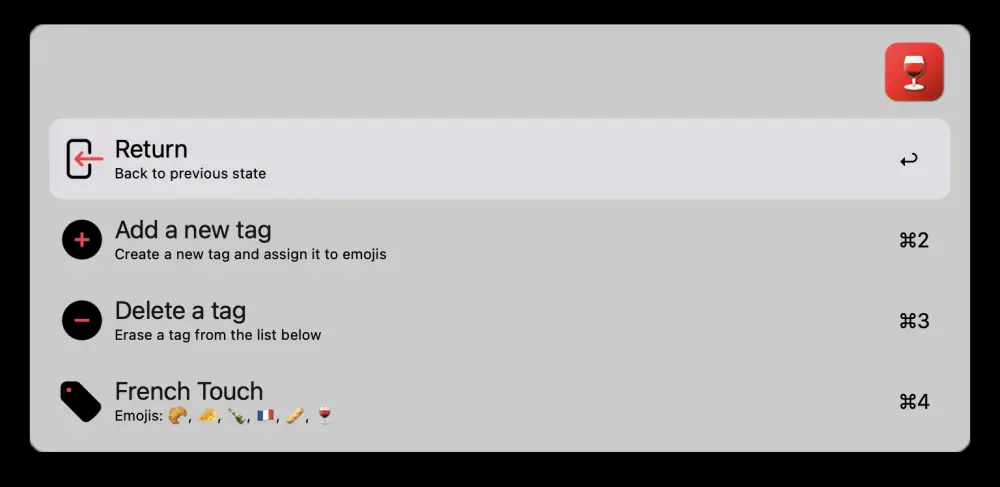 Return
Back to previous state
↩
Add a new tag
Create a new tag and assign it to emojis
⌘2
Delete a tag
Erase a tag from the list below
⌘3
French Touch
Emojis: 🥐, 🧀, 🍾, 🇫🇷, 🥖, 🍷
⌘4